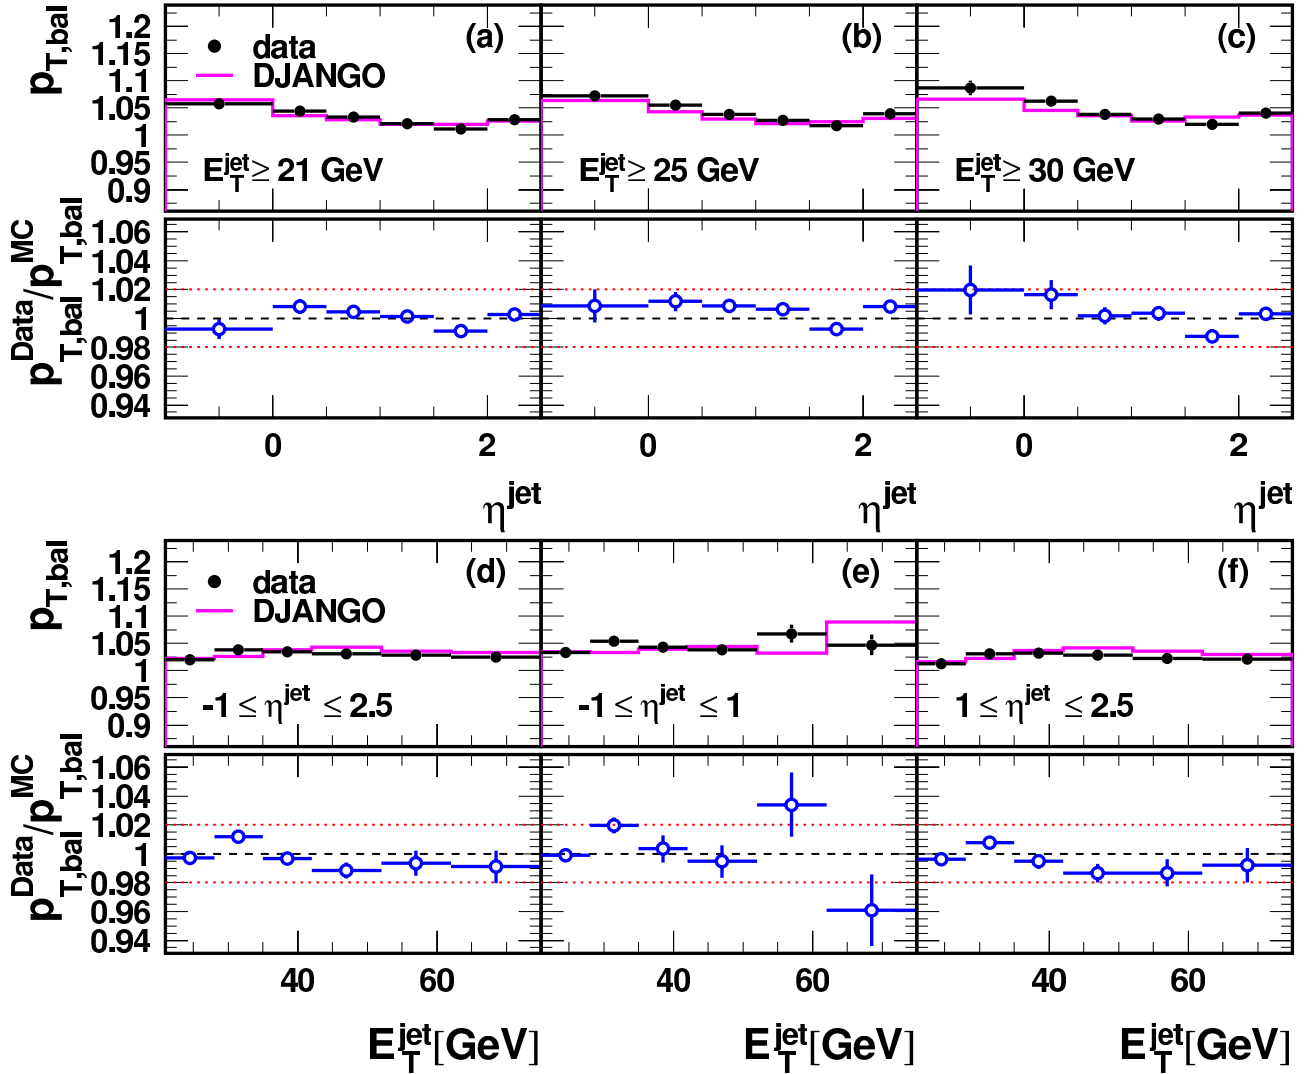 p_T,bal
1.2
1.15
1.1
1.05
1
0.95
0.9
data
DJANGO
(a)
E_T^jet ≥ 21 GeV
(b)
E_T^jet ≥ 25 GeV
(c)
E_T^jet ≥ 30 GeV
p_T,bal^Data/p_T,bal^MC
1.06
1.04
1.02
1
0.98
0.96
0.94
0 2 0 2 0 2
η^jet η^jet η^jet
p_T,bal
1.2
1.15
1.1
1.05
1
0.95
0.9
data
DJANGO
(d)
-1 ≤ η^jet ≤ 2.5
(e)
-1 ≤ η^jet ≤ 1
(f)
1 ≤ η^jet ≤ 2.5
p_T,bal^Data/p_T,bal^MC
1.06
1.04
1.02
1
0.98
0.96
0.94
40 60 40 60 40 60
E_T^jet[GeV] E_T^jet[GeV] E_T^jet[GeV]